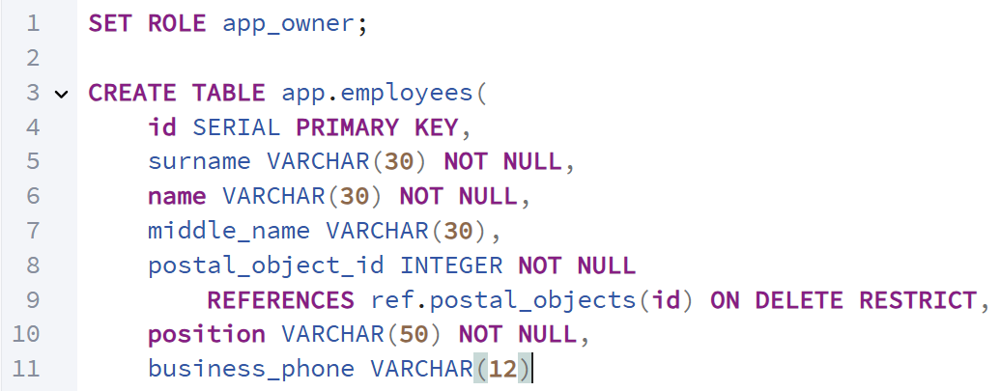 1 SET ROLE app_owner;
2
3 CREATE TABLE app.employees(
4 id SERIAL PRIMARY KEY,
5 surname VARCHAR(30) NOT NULL,
6 name VARCHAR(30) NOT NULL,
7 middle_name VARCHAR(30),
8 postal_object_id INTEGER NOT NULL
9 REFERENCES ref.postal_objects(id) ON DELETE RESTRICT,
10 position VARCHAR(50) NOT NULL,
11 business_phone VARCHAR(12)